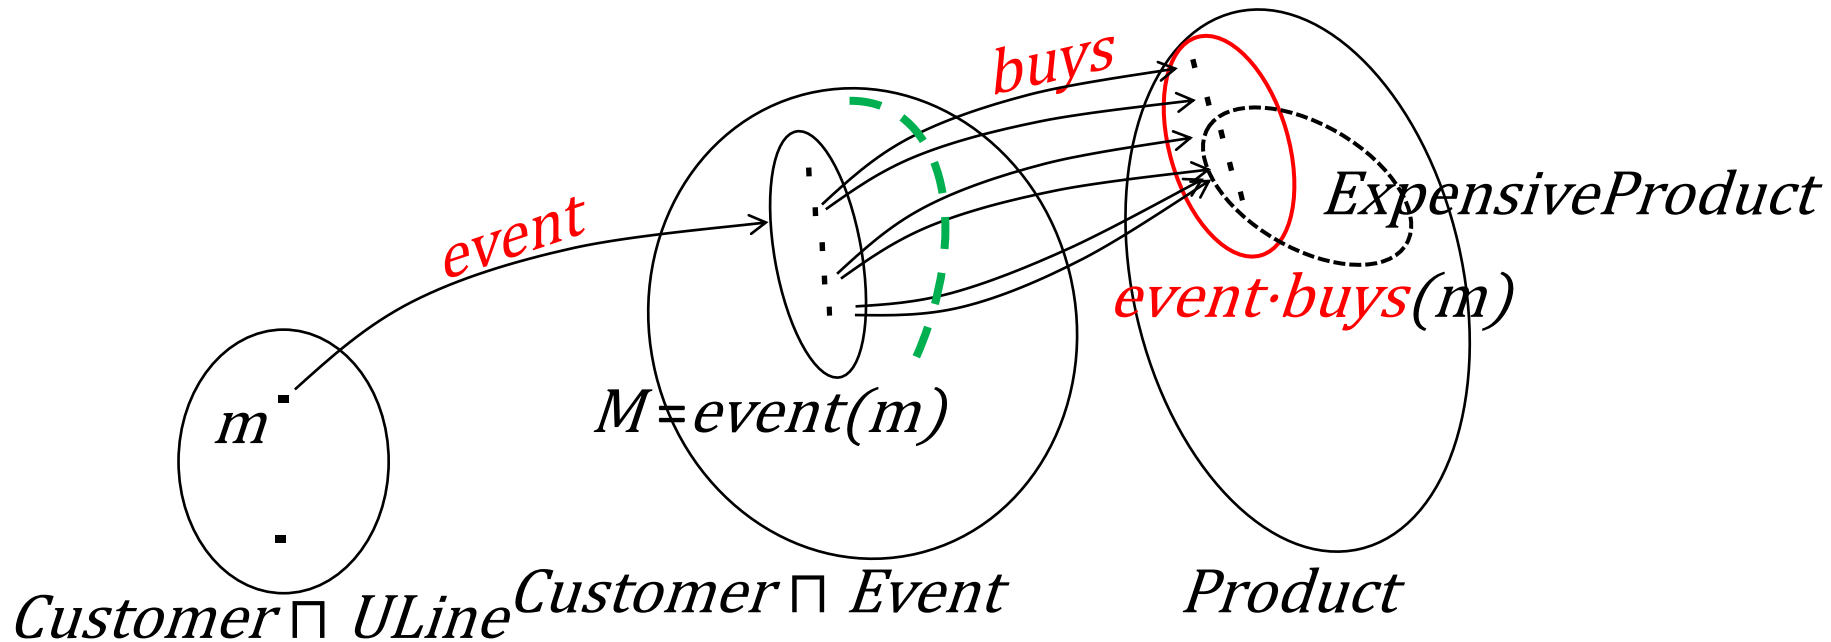 buys
event
ExpensiveProduct
event·buys(m)
m
M=event(m)
Customer ⊓ ULine
Customer ⊓ Event
Product